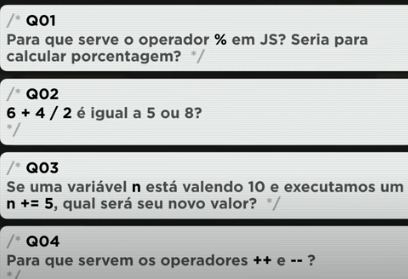 /* Q01
Para que serve o operador % em JS? Seria para
calcular porcentagem? */
/* Q02
6 + 4 / 2 é igual a 5 ou 8?
*/
/* Q03
Se uma variável n está valendo 10 e executamos um
n += 5, qual será seu novo valor? */
/* Q04
Para que servem os operadores ++ e -- ?
*/